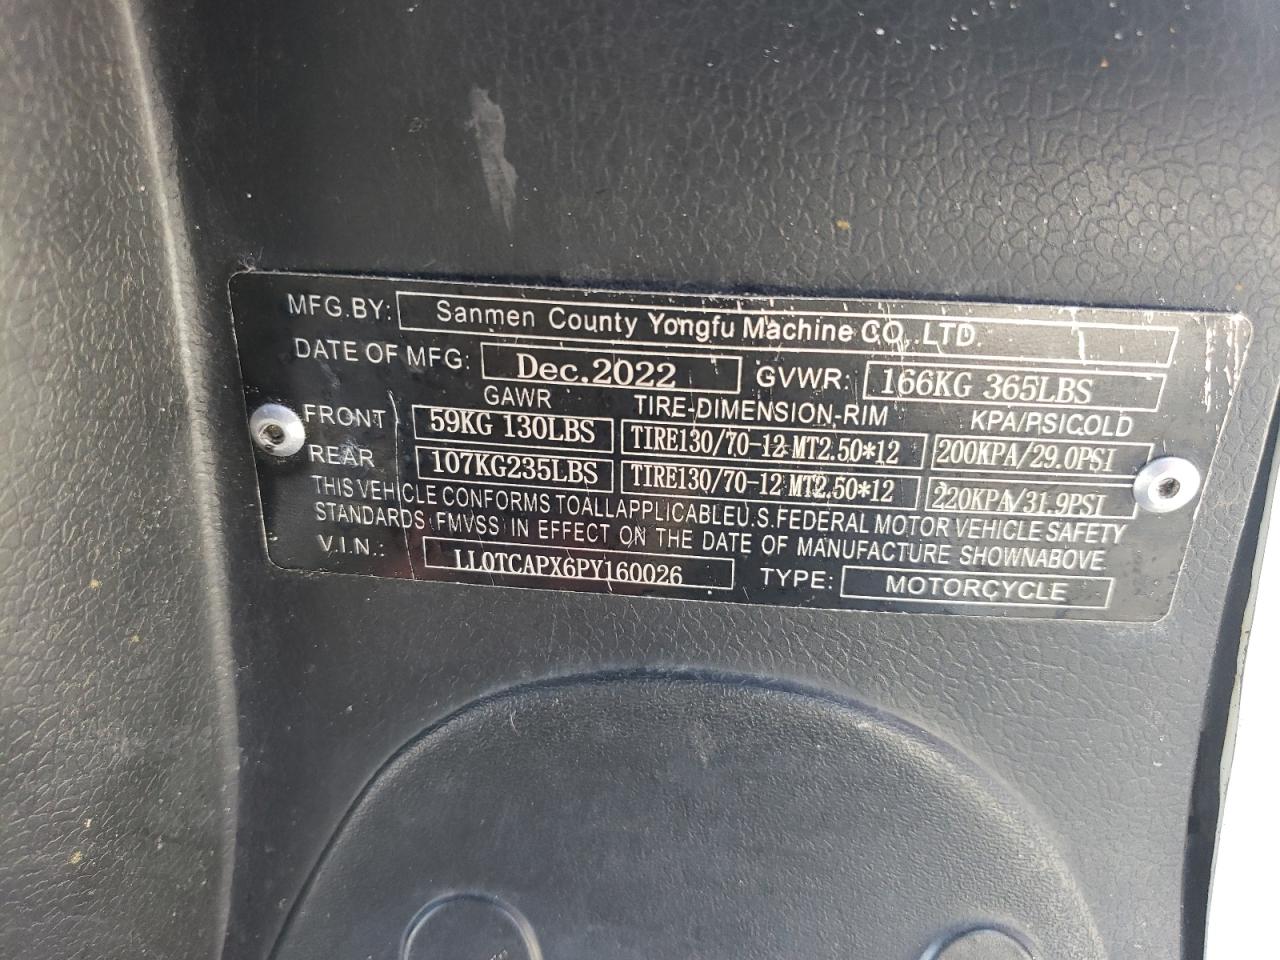 MFG.BY: Sanmen County Yongfu Machine CO,.LTD.
DATE OF MFG: Dec.2022 GVWR: 166KG 365LBS
GAWR TIRE-DIMENSION-RIM KPA/PSICOLD
FRONT 59KG 130LBS TIRE130/70-12 MT2.50*12 200KPA/29.0PSI
REAR 107KG235LBS TIRE130/70-12 MT2.50*12 220KPA/31.9PSI
THIS VEHICLE CONFORMS TOALLAPPLICABLEU.S.FEDERAL MOTOR VEHICLE SAFETY
STANDARDS (FMVSS) IN EFFECT ON THE DATE OF MANUFACTURE SHOWNABOVE
V.I.N.: LL0TCAPX6PY160026 TYPE: MOTORCYCLE